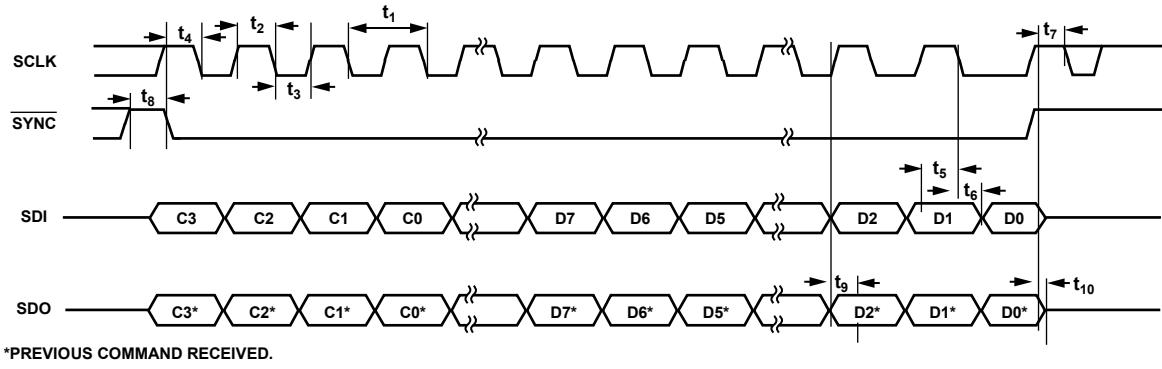 t4 t2 t1 t7
SCLK
t3
t8
SYNC
t5
t6
SDI C3 C2 C1 C0 D7 D6 D5 D2 D1 D0
t9
t10
SDO C3* C2* C1* C0* D7* D6* D5* D2* D1* D0*
*PREVIOUS COMMAND RECEIVED.